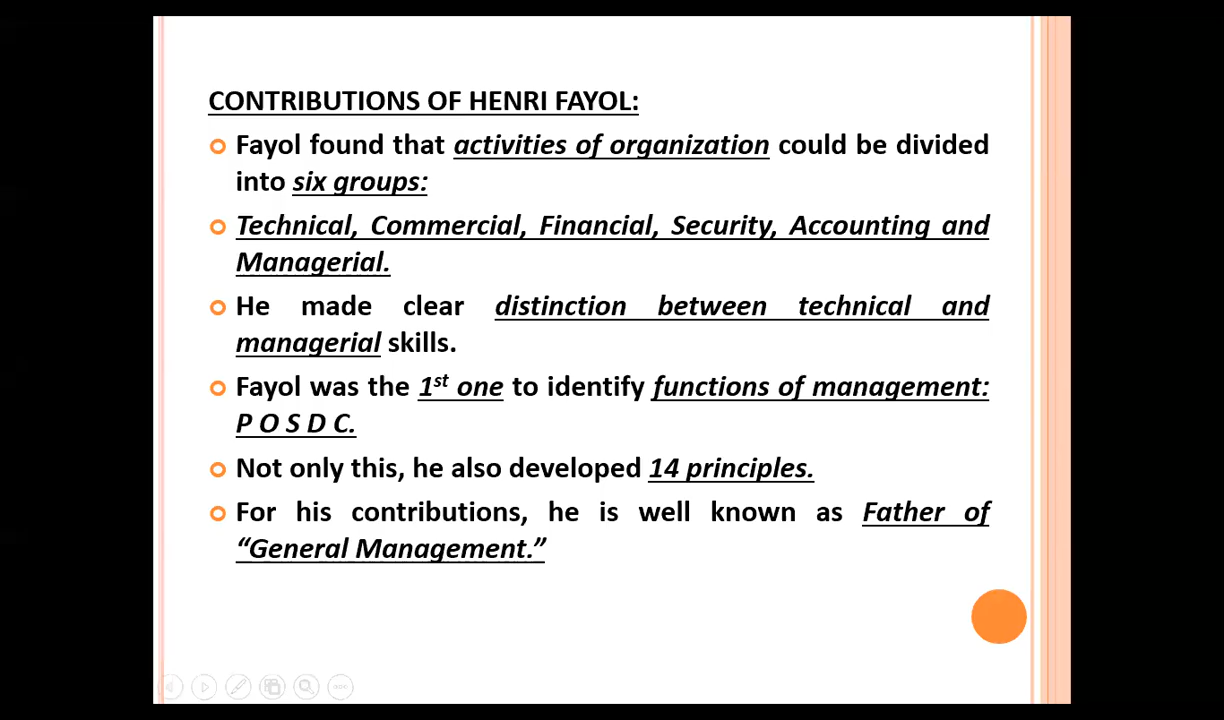 CONTRIBUTIONS OF HENRI FAYOL:
Fayol found that activities of organization could be divided
into six groups:
Technical, Commercial, Financial, Security, Accounting and
Managerial.
He made clear distinction between technical and
managerial skills.
Fayol was the 1st one to identify functions of management:
P O S D C.
Not only this, he also developed 14 principles.
For his contributions, he is well known as Father of
“General Management.”